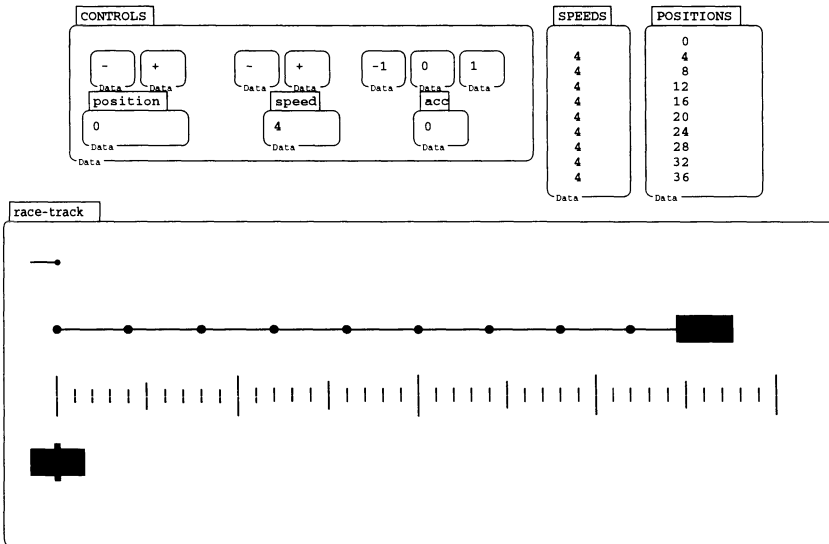 CONTROLS
- + - + -1 0 1
Data Data Data Data Data Data Data
position speed acc
0 4 0
Data Data Data
Data
SPEEDS
4
4
4
4
4
4
4
4
4
Data
POSITIONS
0
4
8
12
16
20
24
28
32
36
Data
race-track